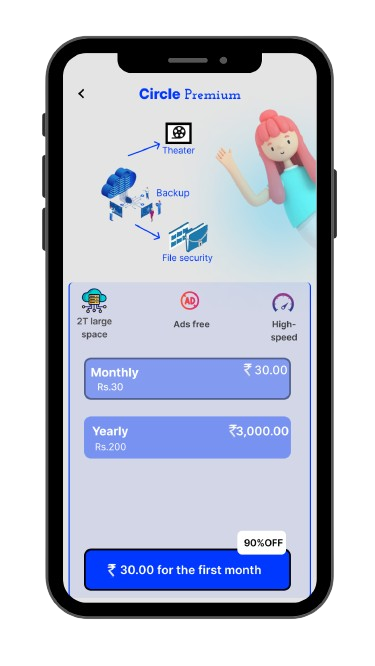 Circle Premium
Theater
Backup
File security
2T large
space
AD
Ads free
High-
speed
Monthly
₹ 30.00
Rs.30
Yearly
₹3,000.00
Rs.200
90%OFF
₹ 30.00 for the first month